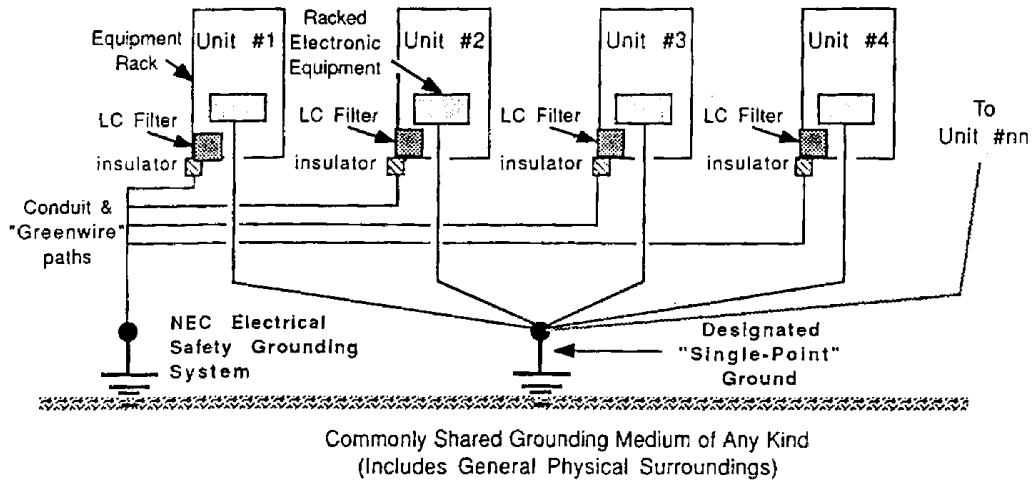 Equipment
Rack
Unit #1
Racked
Electronic
Equipment
Unit #2
Unit #3
Unit #4
LC Filter
insulator
LC Filter
insulator
LC Filter
insulator
LC Filter
insulator
To
Unit #nn
Conduit &
"Greenwire"
paths
NEC Electrical
Safety Grounding
System
Designated
"Single-Point"
Ground
Commonly Shared Grounding Medium of Any Kind
(Includes General Physical Surroundings)